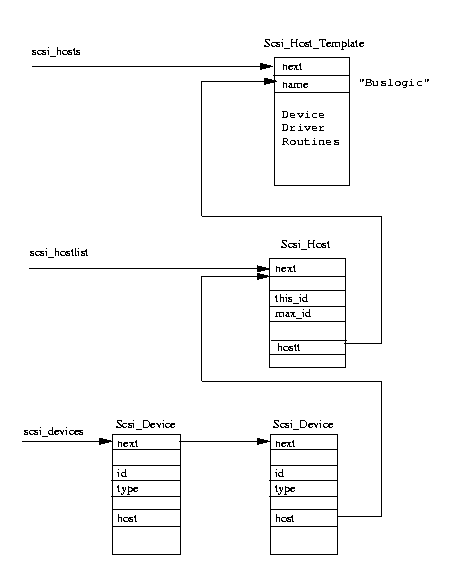 Scsi_Host_Template
scsi_hosts
next
name
"Buslogic"
Device
Driver
Routines
Scsi_Host
scsi_hostlist
next
this_id
max_id
hostt
Scsi_Device
Scsi_Device
scsi_devices
next
next
id
id
type
type
host
host